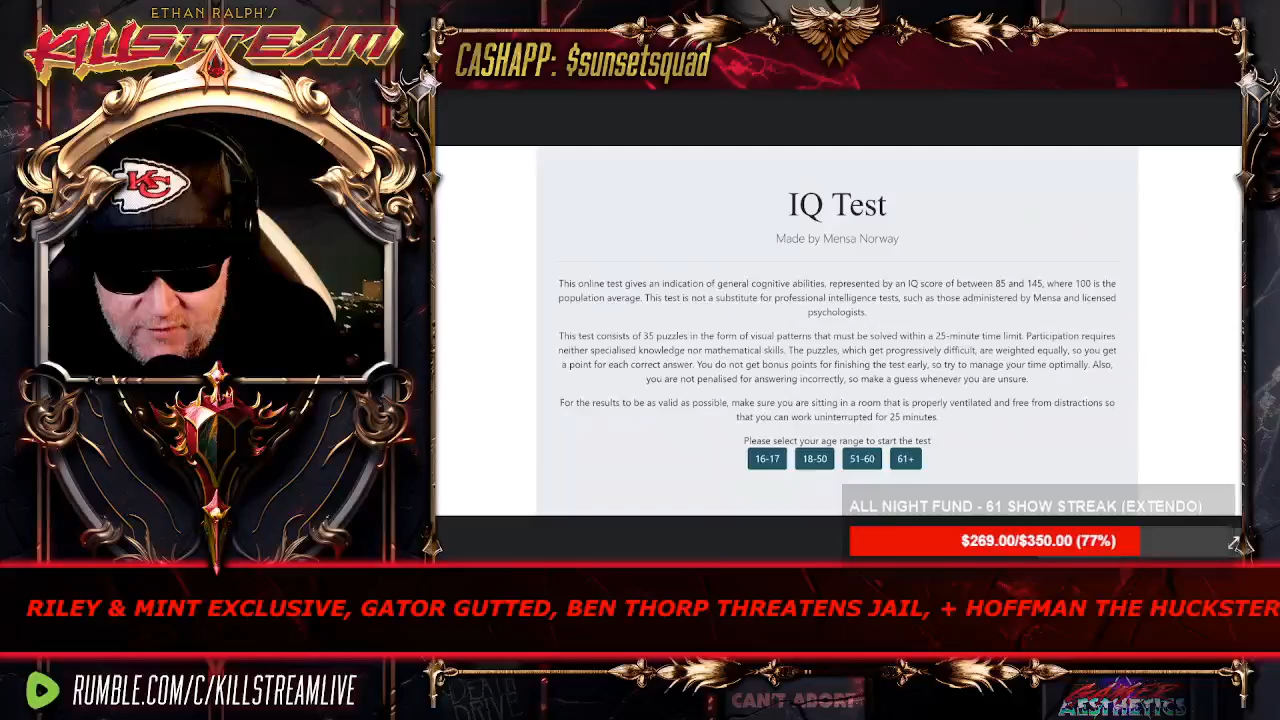 ETHAN RALPH'S
KILLSTREAM
CASHAPP: $sunsetsquad
KC
IQ Test
Made by Mensa Norway
This online test gives an indication of general cognitive abilities, represented by an IQ score of between 85 and 145, where 100 is the
population average. This test is not a substitute for professional intelligence tests, such as those administered by Mensa and licensed
psychologists.
This test consists of 35 puzzles in the form of visual patterns that must be solved within a 25-minute time limit. Participation requires
neither specialised knowledge nor mathematical skills. The puzzles, which get progressively difficult, are weighted equally, so you get
a point for each correct answer. You do not get bonus points for finishing the test early, so try to manage your time optimally. Also,
you are not penalised for answering incorrectly, so make a guess whenever you are unsure.
For the results to be as valid as possible, make sure you are sitting in a room that is properly ventilated and free from distractions so
that you can work uninterrupted for 25 minutes.
Please select your age range to start the test
16-17 18-50 51-60 61+
ALL NIGHT FUND - 61 SHOW STREAK (EXTENDO)
$269.00/$350.00 (77%)
RILEY & MINT EXCLUSIVE, GATOR GUTTED, BEN THORP THREATENS JAIL, + HOFFMAN THE HUCKSTER
RUMBLE.COM/C/KILLSTREAMLIVE
DEATH
DRIVE
CAN'T ABORT
AESTHETICS